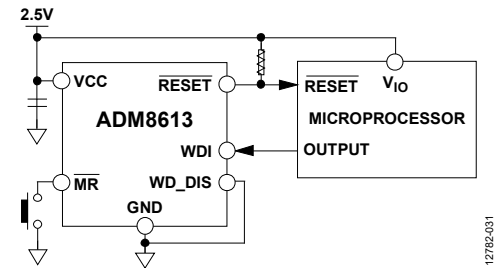 2.5V
VCC
RESET
RESET
VIO
ADM8613
MICROPROCESSOR
WDI
OUTPUT
MR
WD_DIS
GND
12782-031